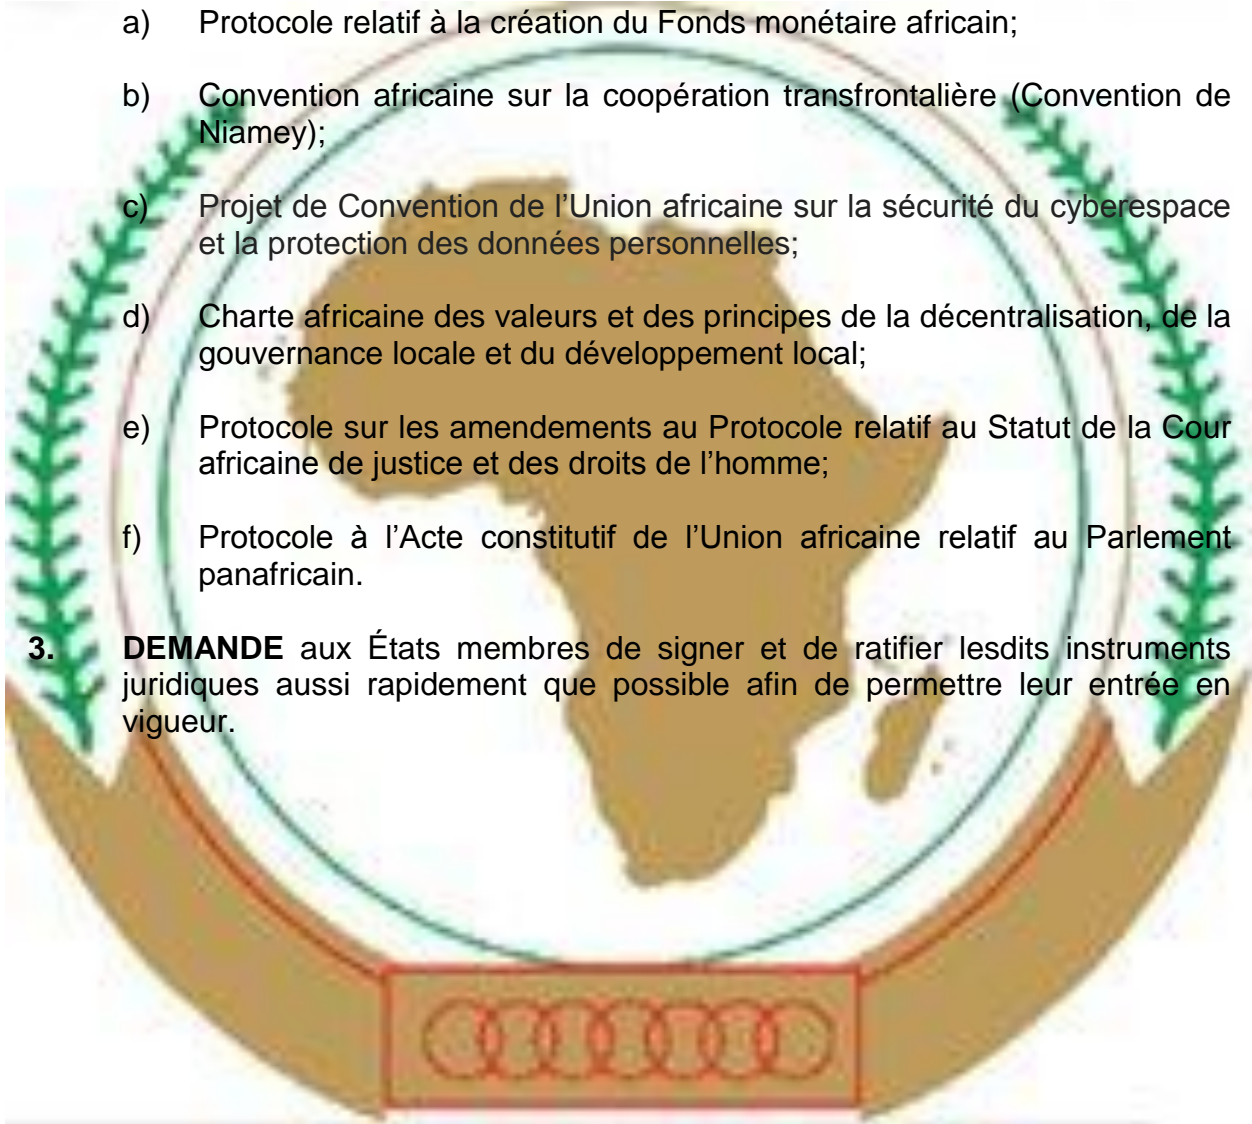 a) Protocole relatif à la création du Fonds monétaire africain;
b) Convention africaine sur la coopération transfrontalière (Convention de
Niamey);
c) Projet de Convention de l’Union africaine sur la sécurité du cyberespace
et la protection des données personnelles;
d) Charte africaine des valeurs et des principes de la décentralisation, de la
gouvernance locale et du développement local;
e) Protocole sur les amendements au Protocole relatif au Statut de la Cour
africaine de justice et des droits de l’homme;
f) Protocole à l’Acte constitutif de l’Union africaine relatif au Parlement
panafricain.
3. DEMANDE aux États membres de signer et de ratifier lesdits instruments
juridiques aussi rapidement que possible afin de permettre leur entrée en
vigueur.